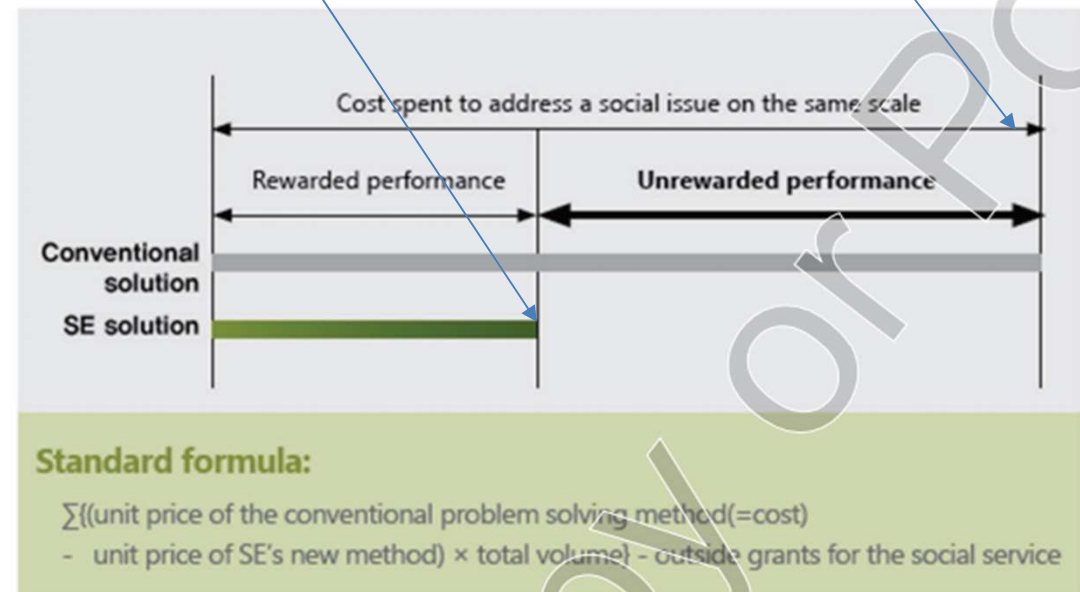 Cost spent to address a social issue on the same scale
Rewarded performance
Unrewarded performance
Conventional
solution
SE solution
Standard formula:
∑{(unit price of the conventional problem solving method(=cost)
- unit price of SE's new method) × total volume} - outside grants for the social service